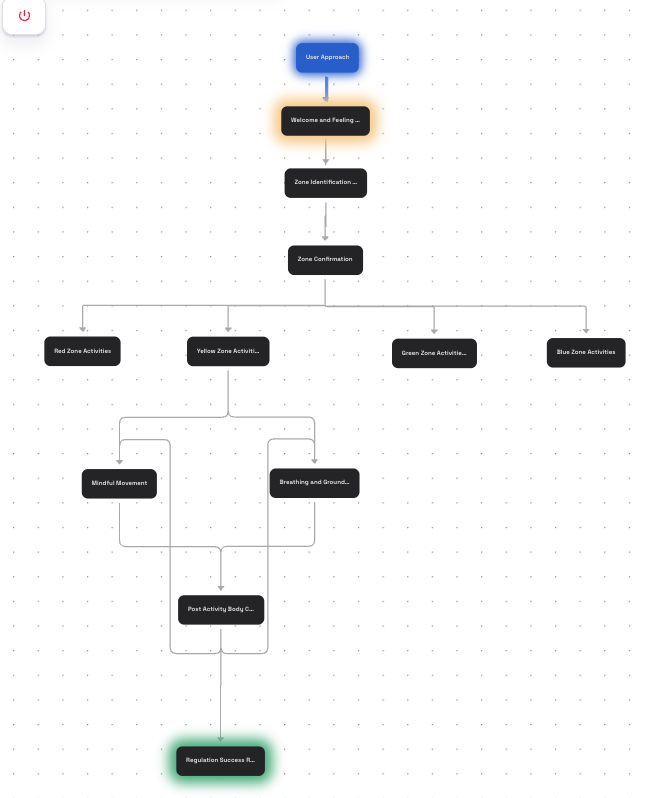 User Approach
Welcome and Feeling ...
Zone Identification ...
Zone Confirmation
Red Zone Activities
Yellow Zone Activiti...
Green Zone Activitie...
Blue Zone Activities
Mindful Movement
Breathing and Ground...
Post Activity Body C...
Regulation Success R...